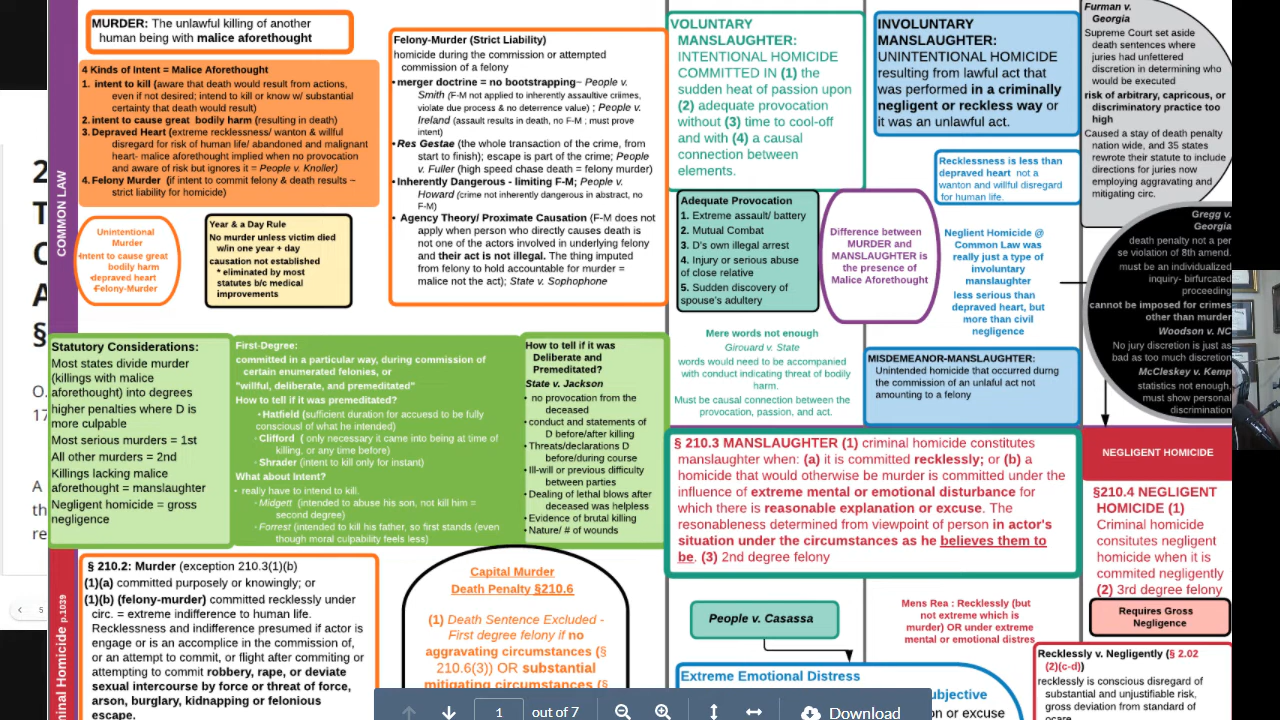 MURDER: The unlawful killing of another
human being with malice aforethought
4 Kinds of Intent = Malice Aforethought
1. intent to kill (aware that death would result from actions,
even if not desired; intend to kill or know w/ substantial
certainty that death would result)
2. intent to cause great bodily harm (resulting in death)
3. Depraved Heart (extreme recklessness/ wanton & willful
disregard for risk of human life/ abandoned and malignant
heart- malice aforethought implied when no provocation
and aware of risk but ignores it = People v. Knoller)
4. Felony Murder (if intent to commit felony & death results ~
strict liability for homicide)
Unintentional
Murder
•Intent to cause great
bodily harm
•depraved heart
•Felony-Murder
Year & a Day Rule
No murder unless victim died
w/in one year + day
causation not established
* eliminated by most
statutes b/c medical
improvements
COMMON LAW
Felony-Murder (Strict Liability)
homicide during the commission or attempted
commission of a felony
•merger doctrine = no bootstrapping~ People v.
Smith (F-M not applied to inherently assaultive crimies,
violate due process & no derrence value) ; People v.
Ireland (assault results in death, no F-M ; must prove
intent)
•Res Gestae (the whole transaction of the crime, from
start to finish); escape is part of the crime; People
v. Fuller (high speed chase death = felony murder)
•Inherently Dangerous - limiting F-M; People v.
Howard (crime not inherently dangerous in abstract, no
F-M)
• Agency Theory/ Proximate Causation (F-M does not
apply when person who directly causes death is
not one of the actors involved in underlying felony
and their act is not illegal. The thing imputed
from felony to hold accountable for murder =
malice not the act); State v. Sophophone
VOLUNTARY
MANSLAUGHTER:
INTENTIONAL HOMICIDE
COMMITTED IN (1) the
sudden heat of passion upon
(2) adequate provocation
without (3) time to cool-off
and with (4) a causal
connection between
elements.
Adequate Provocation
1. Extreme assault/ battery
2. Mutual Combat
3. D's own illegal arrest
4. Injury or serious abuse
of close relative
5. Sudden discovery of
spouse's adultery
Mere words not enough
Girouard v. State
words would need to be accompanied
with conduct indicating threat of bodily
harm.
Must be causal connection between the
provocation, passion, and act.
Difference between
MURDER and
MANSLAUGHTER is
the presence of
Malice Aforethought
INVOLUNTARY
MANSLAUGHTER:
UNINTENTIONAL HOMICIDE
resulting from lawful act that
was performed in a criminally
negligent or reckless way or
it was an unlawful act.
Recklessness is less than
depraved heart not a
wanton and willful disregard
for human life.
Neglient Homicide @
Common Law was
really just a type of
involuntary
manslaughter
less serious than
depraved heart, but
more than civil
negligence
MISDEMEANOR-MANSLAUGHTER:
Unintended homicide that occurred durng
the commission of an unlaful act not
amounting to a felony
Furman v.
Georgia
Supreme Court set aside
death sentences where
juries had unfettered
discretion in determining who
would be executed
risk of arbitrary, capricous, or
discriminatory practice too
high
Caused a stay of death penalty
nation wide, and 35 states
rewrote their statute to include
directions for juries now
employing aggravating and
mitigating circ.
Gregg v.
Georgia
death penalty not a per
se violation of 8th amend.
must be an individualized
inquiry- birfurcated
proceeding
cannot be imposed for crimes
other than murder
Woodson v. NC
No jury discretion is just as
bad as too much discretion
McCleskey v. Kemp
statistics not enough,
must show personal
discrimination
Statutory Considerations:
Most states divide murder
(killings with malice
aforethought) into degrees
higher penalties where D is
more culpable
Most serious murders = 1st
All other murders = 2nd
Killings lacking malice
aforethought = manslaughter
Negligent homicide = gross
negligence
First-Degree:
committed in a particular way, during commission of
certain enumerated felonies, or
"willful, deliberate, and premeditated"
How to tell if it was premeditated?
• Hatfield (sufficient duration for accuesd to be fully
consciousl of what he intended)
• Clifford ( only necessary it came into being at time of
killing, or any time before)
• Shrader (intent to kill only for instant)
What about Intent?
• really have to intend to kill.
• Midgett (intended to abuse his son, not kill him =
second degree)
• Forrest (intended to kill his father, so first stands (even
though moral culpability feels less)
How to tell if it was
Deliberate and
Premeditated?
State v. Jackson
• no provocation from the
deceased
•conduct and statements of
D before/after killing
•Threats/declarations D
before/during course
•Ill-will or previous difficulty
between parties
•Dealing of lethal blows after
deceased was helpless
•Evidence of brutal killing
•Nature/ # of wounds
§ 210.3 MANSLAUGHTER (1) criminal homicide constitutes
manslaughter when: (a) it is committed recklessly; or (b) a
homicide that would otherwise be murder is committed under the
influence of extreme mental or emotional disturbance for
which there is reasonable explanation or excuse. The
resonableness determined from viewpoint of person in actor's
situation under the circumstances as he believes them to
be. (3) 2nd degree felony
NEGLIGENT HOMICIDE
§210.4 NEGLIGENT
HOMICIDE (1)
Criminal homicide
consitutes negligent
homicide when it is
commited negligently
(2) 3rd degree felony
Requires Gross
Negligence
Recklessly v. Negligently (§ 2.02
(2)(c-d))
recklessly is conscious disregard of
substantial and unjustifiable risk,
gross deviation from standard of
minal Homicide p.1039
§ 210.2: Murder (exception 210.3(1)(b)
(1)(a) committed purposely or knowingly; or
(1)(b) (felony-murder) committed recklessly under
circ. = extreme indifference to human life.
Recklessness and indifference presumed if actor is
engage or is an accomplice in the commission of,
or an attempt to commit, or flight after commiting or
attempting to commit robbery, rape, or deviate
sexual intercourse by force or threat of force,
arson, burglary, kidnapping or felonious
escape.
Capital Murder
Death Penalty §210.6
(1) Death Sentence Excluded -
First degree felony if no
aggravating circumstances (§
210.6(3)) OR substantial
mitigating circumstances (§
People v. Casassa
Mens Rea : Recklessly (but
not extreme which is
murder) OR under extreme
mental or emotional distres
Extreme Emotional Distress
ubjective
on or excuse
2
T
C
A
§
O.
17
A
th
re
5
1 out of 7
Download